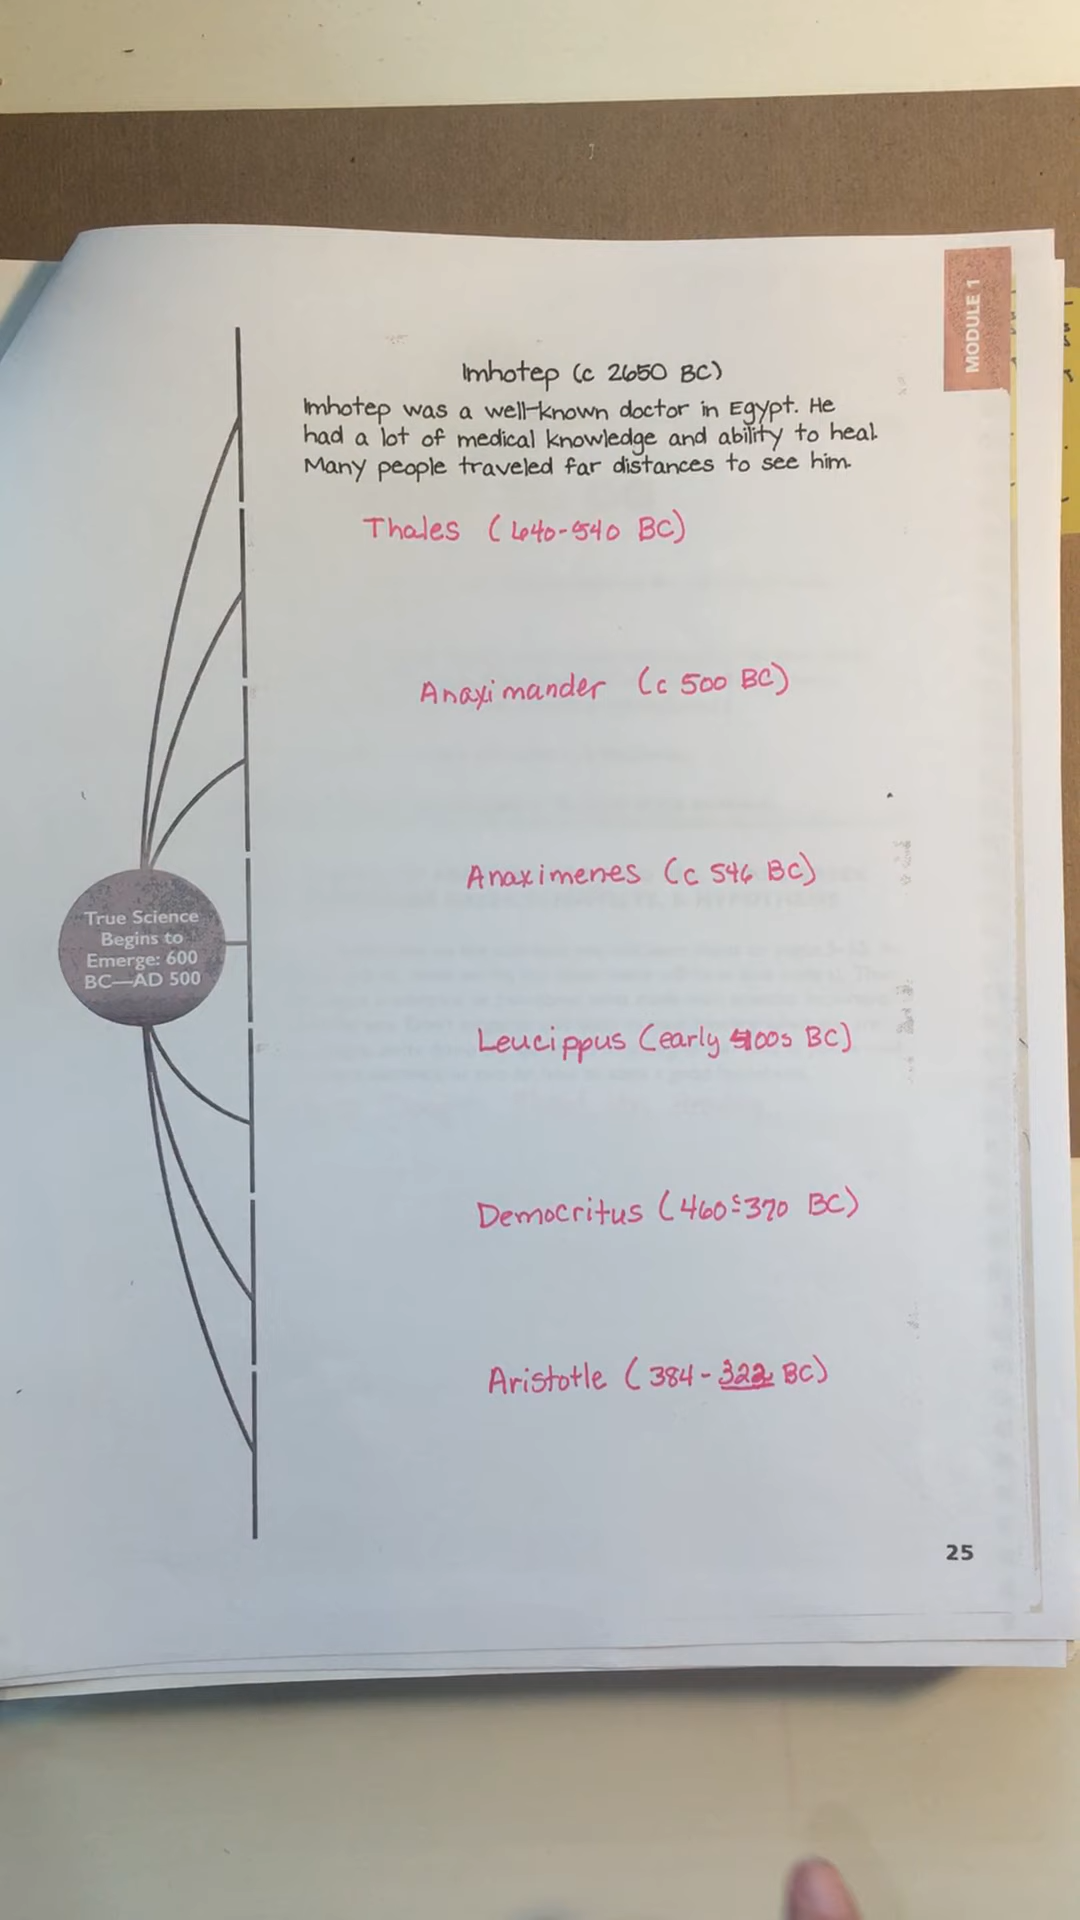 MODULE 1
Imhotep (c 2650 BC)
Imhotep was a well-known doctor in Egypt. He
had a lot of medical knowledge and ability to heal.
Many people traveled far distances to see him.
Thales (640-540 BC)
Anaximander (c 500 BC)
Anaximenes (c 546 BC)
True Science
Begins to
Emerge: 600
BC—AD 500
Leucippus (early 400s BC)
Democritus (460-370 BC)
Aristotle (384-322 BC)
25